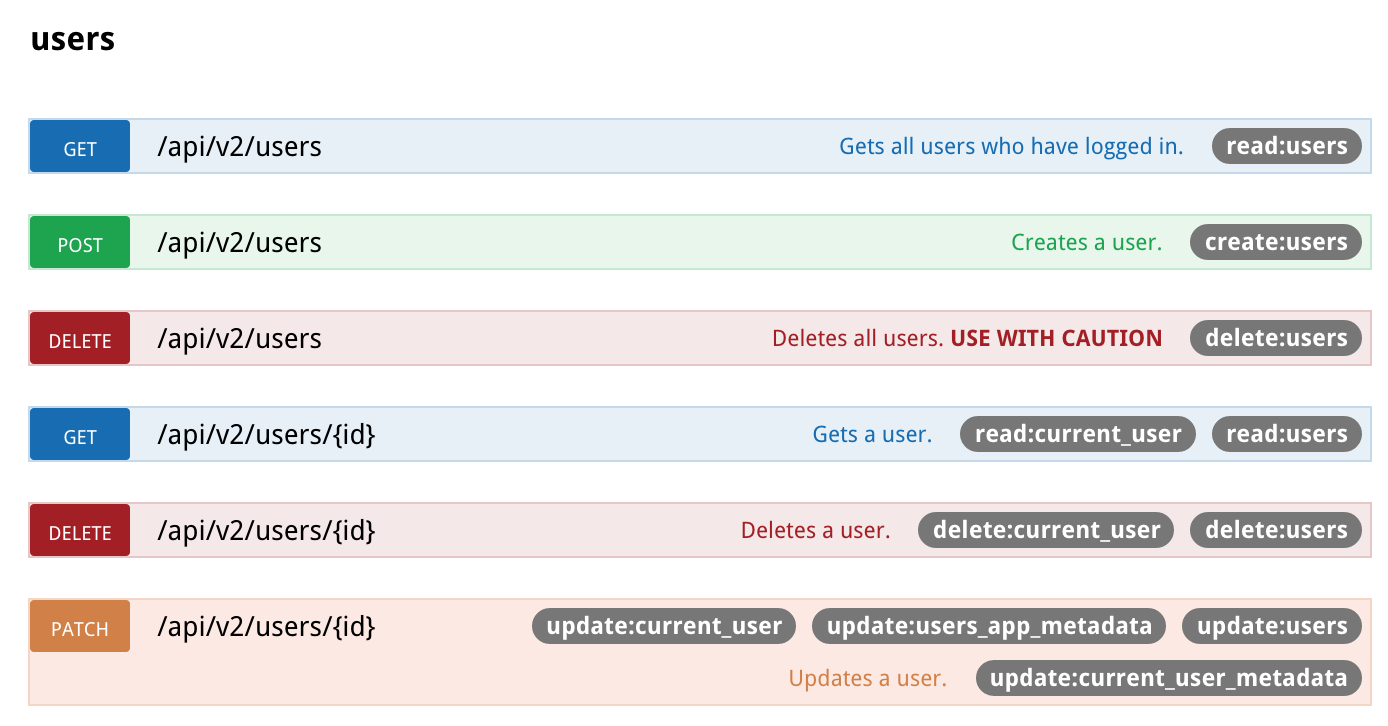 users
GET /api/v2/users Gets all users who have logged in. read:users
POST /api/v2/users Creates a user. create:users
DELETE /api/v2/users Deletes all users. USE WITH CAUTION delete:users
GET /api/v2/users/{id} Gets a user. read:current_user read:users
DELETE /api/v2/users/{id} Deletes a user. delete:current_user delete:users
PATCH /api/v2/users/{id} update:current_user update:users_app_metadata update:users
Updates a user. update:current_user_metadata